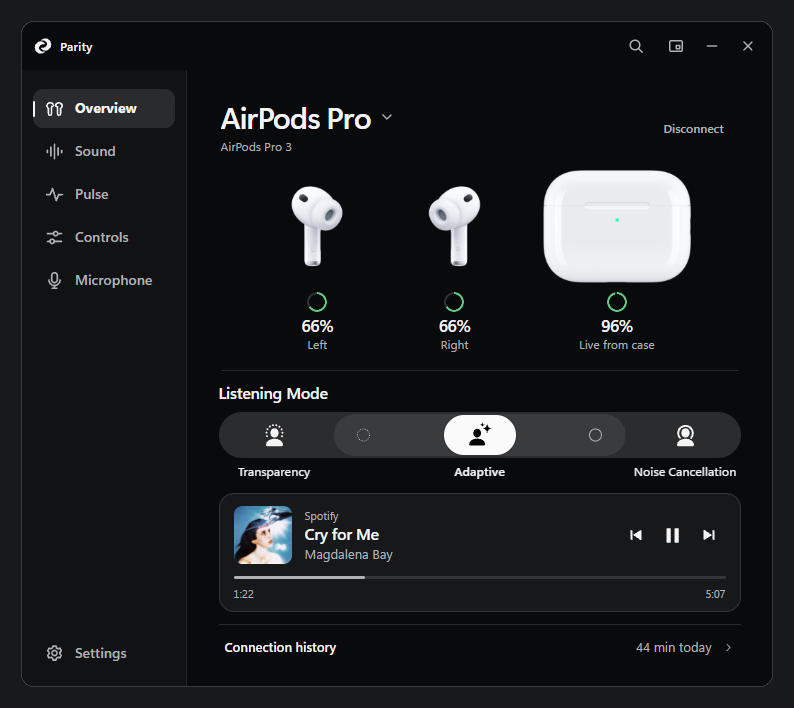 Parity
Overview
Sound
Pulse
Controls
Microphone
Settings
AirPods Pro
AirPods Pro 3
Disconnect
66%
Left
66%
Right
96%
Live from case
Listening Mode
Transparency
Adaptive
Noise Cancellation
Spotify
Cry for Me
Magdalena Bay
1:22
5:07
Connection history
44 min today